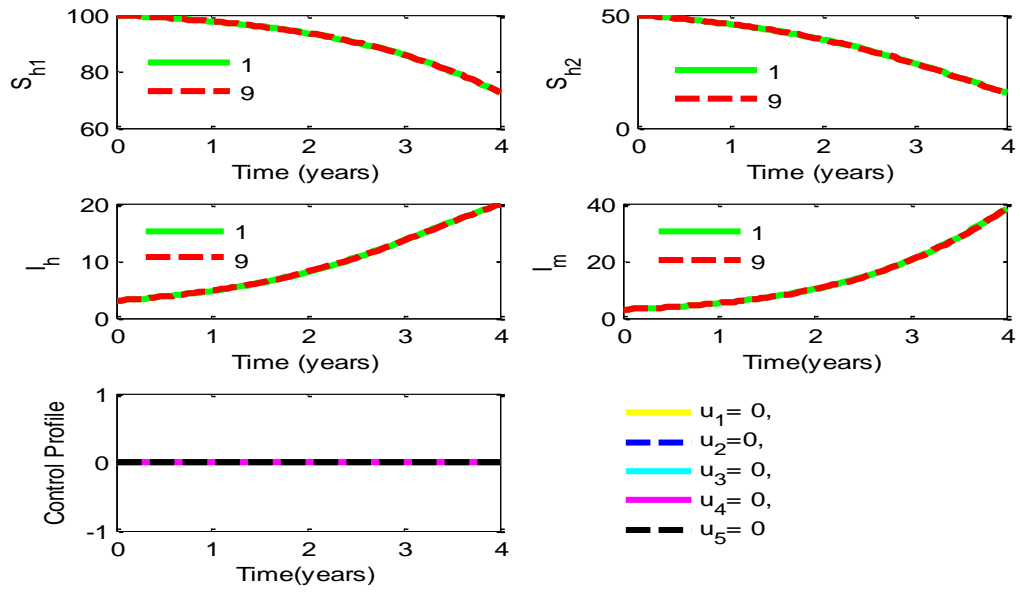 100
80
60
S_h1
1
9
0 1 2 3 4
Time (years)
50
0
S_h2
1
9
0 1 2 3 4
Time (years)
20
10
0
I_h
1
9
0 1 2 3 4
Time (years)
40
20
0
I_m
1
9
0 1 2 3 4
Time(years)
1
0
-1
Control Profile
0 1 2 3 4
Time(years)
u_1= 0,
u_2=0,
u_3= 0,
u_4= 0,
u_5= 0